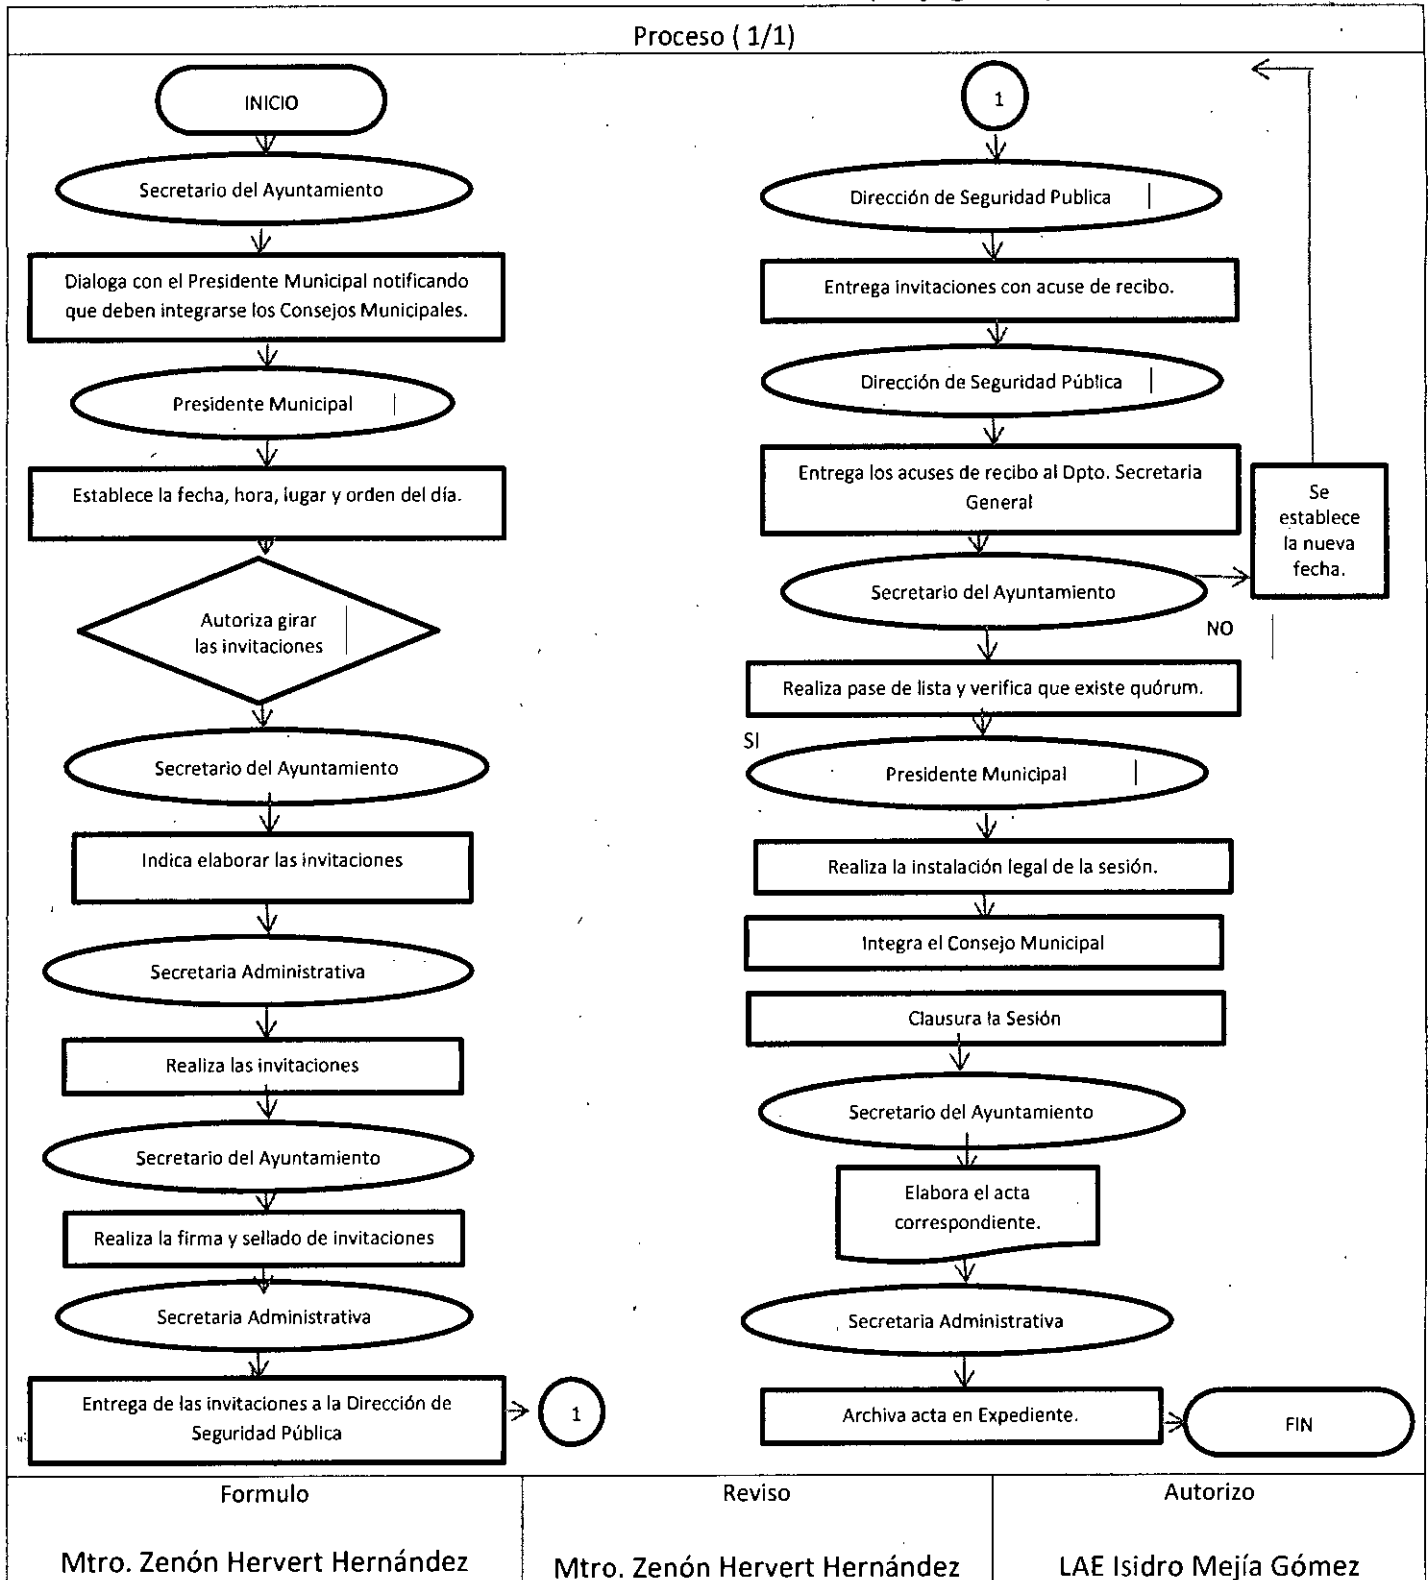 Proceso ( 1/1)
INICIO
Secretario del Ayuntamiento
Dialoga con el Presidente Municipal notificando
que deben integrarse los Consejos Municipales.
Presidente Municipal
Establece la fecha, hora, lugar y orden del día.
Autoriza girar
las invitaciones
Secretario del Ayuntamiento
Indica elaborar las invitaciones
Secretaria Administrativa
Realiza las invitaciones
Secretario del Ayuntamiento
Realiza la firma y sellado de invitaciones
Secretaria Administrativa
Entrega de las invitaciones a la Dirección de
Seguridad Pública
1
1
Dirección de Seguridad Publica
Entrega invitaciones con acuse de recibo.
Dirección de Seguridad Pública
Entrega los acuses de recibo al Dpto. Secretaria
General
Se
establece
la nueva
fecha.
Secretario del Ayuntamiento
NO
Realiza pase de lista y verifica que existe quórum.
SI
Presidente Municipal
Realiza la instalación legal de la sesión.
Integra el Consejo Municipal
Clausura la Sesión
Secretario del Ayuntamiento
Elabora el acta
correspondiente.
Secretaria Administrativa
Archiva acta en Expediente.
FIN
Formulo
Mtro. Zenón Hervert Hernández
Reviso
Mtro. Zenón Hervert Hernández
Autorizo
LAE Isidro Mejía Gómez